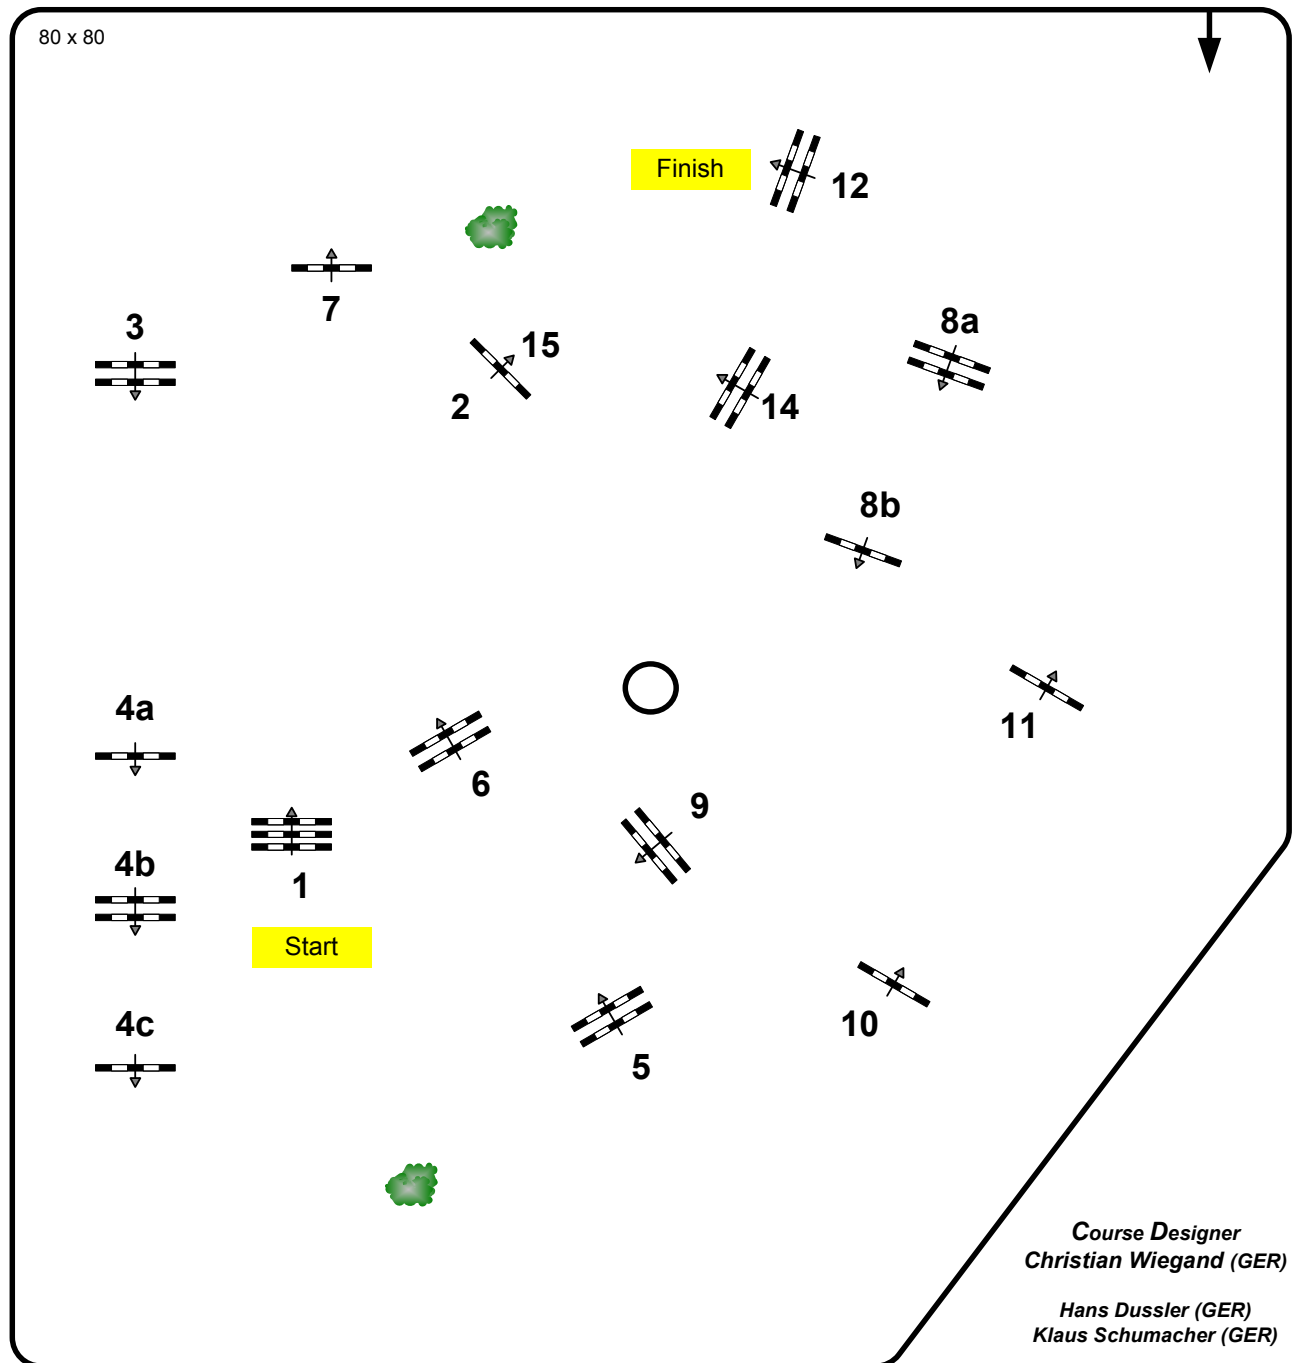 80 x 80
Finish
12
7
3
15
8a
2
14
8b
4a
11
6
9
4b
1
Start
10
4c
5
Course Designer
Christian Wiegand (GER)
Hans Dussler (GER)
Klaus Schumacher (GER)